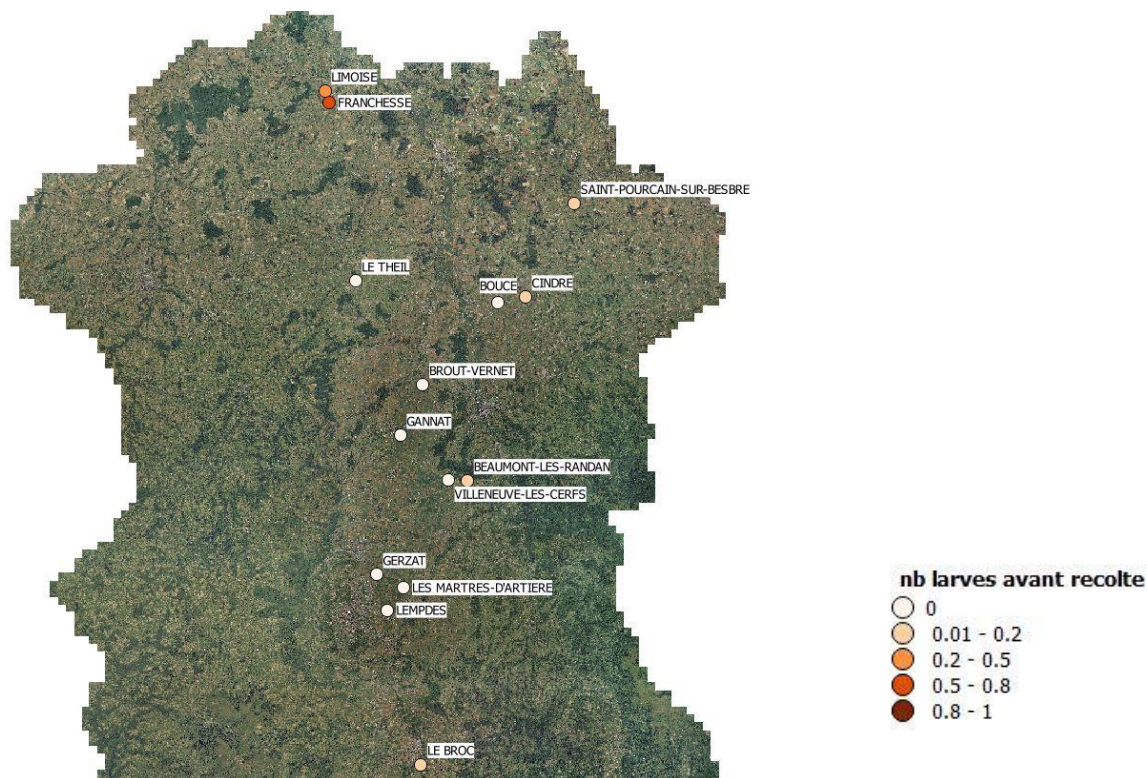 LIMOISE
FRANCHESSE
SAINT-POURCAIN-SUR-BESBRE
LE THEIL
BOUCE
CINDRE
BROUT-VERNET
GANNAT
BEAUMONT-LES-RANDAN
VILLENEUVE-LES-CERFS
GERZAT
LES MARTRES-D'ARTIERE
LEMPDES
LE BROC
nb larves avant recolte
0
0.01 - 0.2
0.2 - 0.5
0.5 - 0.8
0.8 - 1